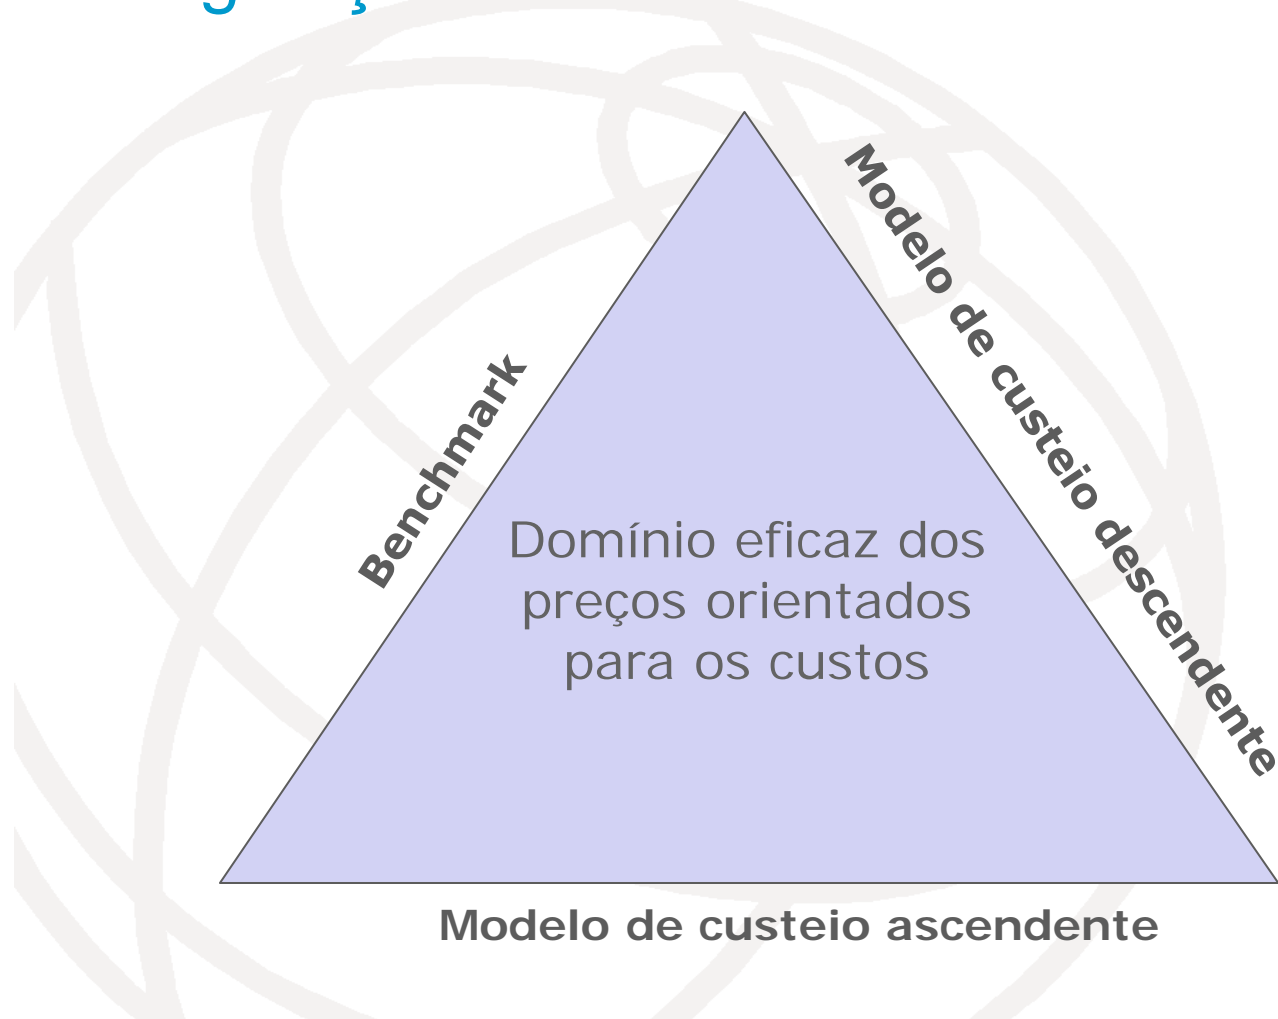 Benchmark
Modelo de custeio descendente
Domínio eficaz dos
preços orientados
para os custos
Modelo de custeio ascendente